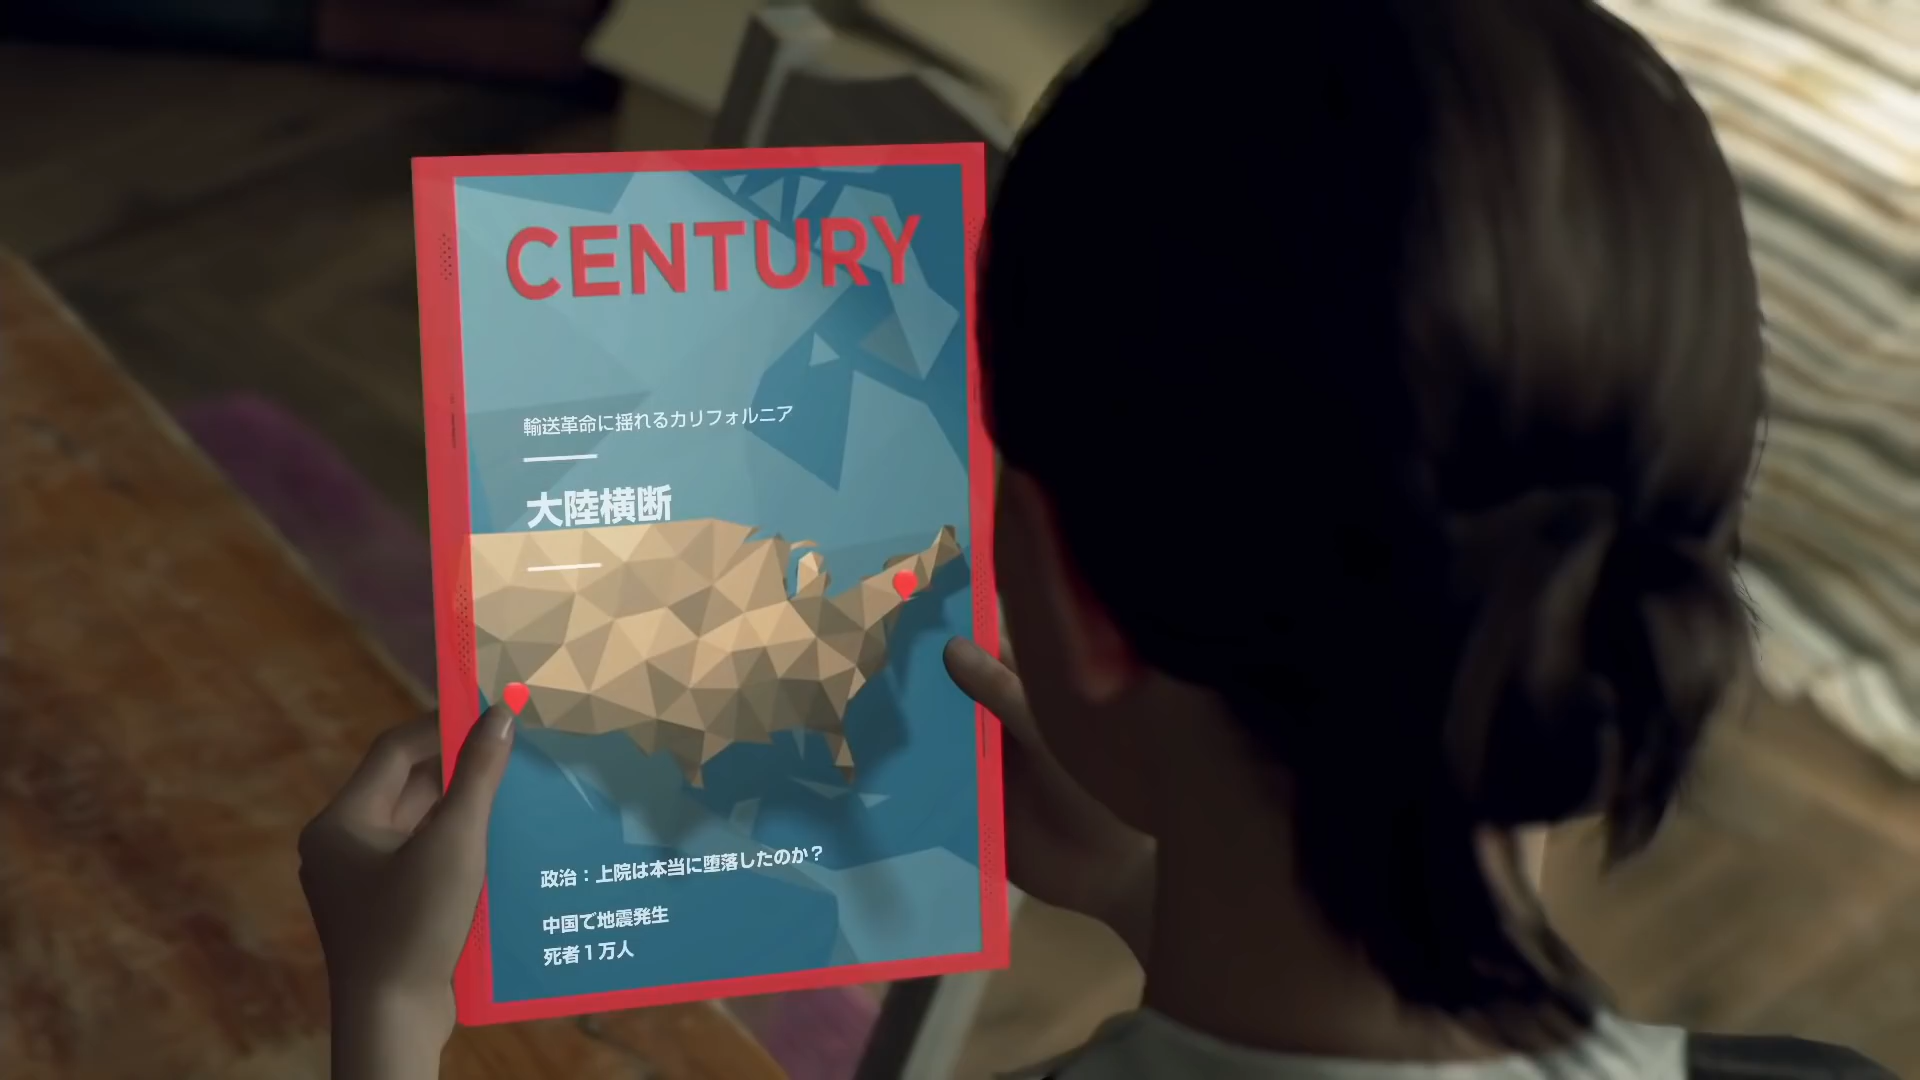 CENTURY
輸送革命に揺れるカリフォルニア
大陸横断
政治：上院は本当に堕落したのか？
中国で地震発生
死者１万人